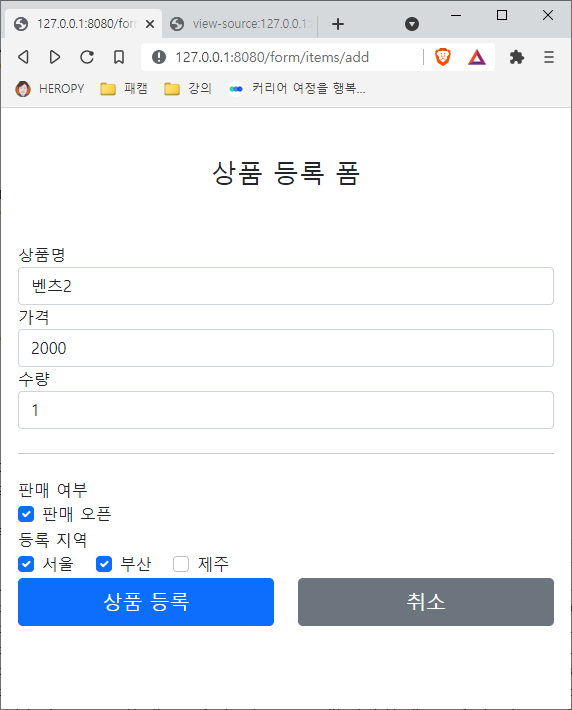 127.0.0.1:8080/for
view-source:127.0.0.1:8
127.0.0.1:8080/form/items/add
HEROPY 패캠 강의 커리어 여정을 행복...
상품 등록 폼
상품명
벤츠2
가격
2000
수량
1
판매 여부
판매 오픈
등록 지역
서울 부산 제주
상품 등록 취소